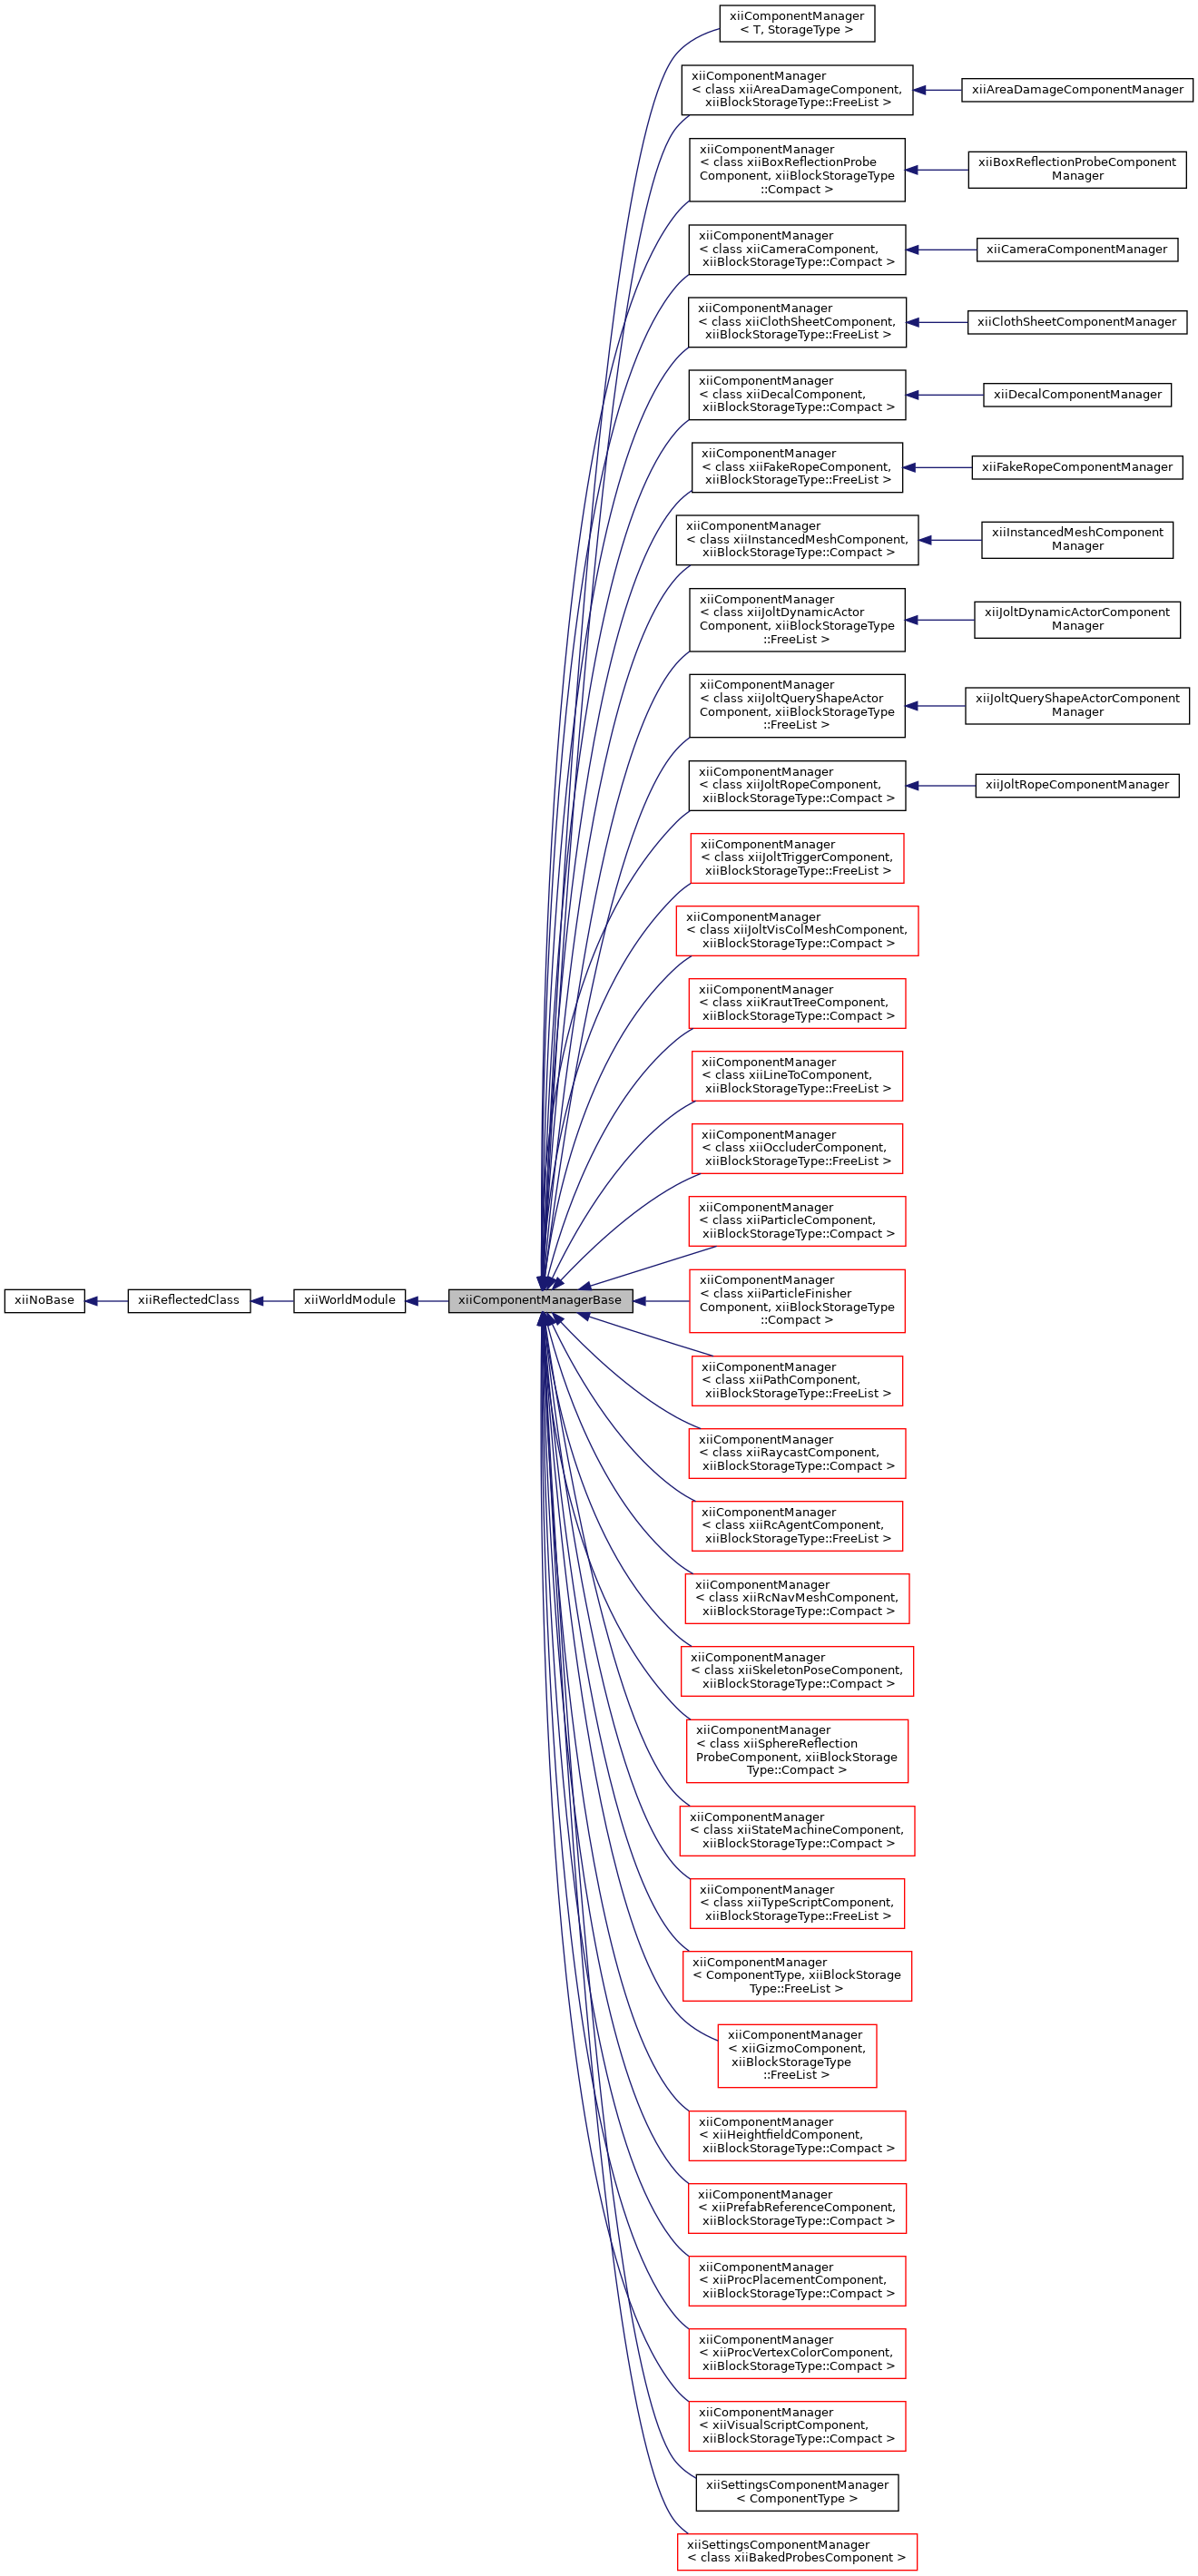 xiiComponentManager
< T, StorageType >
xiiComponentManager
< class xiiAreaDamageComponent,
xiiBlockStorageType::FreeList >
xiiAreaDamageComponentManager
xiiComponentManager
< class xiiBoxReflectionProbe
Component, xiiBlockStorageType
::Compact >
xiiBoxReflectionProbeComponent
Manager
xiiComponentManager
< class xiiCameraComponent,
xiiBlockStorageType::Compact >
xiiCameraComponentManager
xiiComponentManager
< class xiiClothSheetComponent,
xiiBlockStorageType::FreeList >
xiiClothSheetComponentManager
xiiComponentManager
< class xiiDecalComponent,
xiiBlockStorageType::Compact >
xiiDecalComponentManager
xiiComponentManager
< class xiiFakeRopeComponent,
xiiBlockStorageType::FreeList >
xiiFakeRopeComponentManager
xiiComponentManager
< class xiiInstancedMeshComponent,
xiiBlockStorageType::Compact >
xiiInstancedMeshComponent
Manager
xiiComponentManager
< class xiiJoltDynamicActor
Component, xiiBlockStorageType
::FreeList >
xiiJoltDynamicActorComponent
Manager
xiiComponentManager
< class xiiJoltQueryShapeActor
Component, xiiBlockStorageType
::FreeList >
xiiJoltQueryShapeActorComponent
Manager
xiiComponentManager
< class xiiJoltRopeComponent,
xiiBlockStorageType::Compact >
xiiJoltRopeComponentManager
xiiComponentManager
< class xiiJoltTriggerComponent,
xiiBlockStorageType::FreeList >
xiiComponentManager
< class xiiJoltVisColMeshComponent,
xiiBlockStorageType::Compact >
xiiComponentManager
< class xiiKrautTreeComponent,
xiiBlockStorageType::Compact >
xiiComponentManager
< class xiiLineToComponent,
xiiBlockStorageType::FreeList >
xiiComponentManager
< class xiiOccluderComponent,
xiiBlockStorageType::FreeList >
xiiComponentManager
< class xiiParticleComponent,
xiiBlockStorageType::Compact >
xiiNoBase
xiiReflectedClass
xiiWorldModule
xiiComponentManagerBase
xiiComponentManager
< class xiiParticleFinisher
Component, xiiBlockStorageType
::Compact >
xiiComponentManager
< class xiiPathComponent,
xiiBlockStorageType::FreeList >
xiiComponentManager
< class xiiRaycastComponent,
xiiBlockStorageType::Compact >
xiiComponentManager
< class xiiRcAgentComponent,
xiiBlockStorageType::FreeList >
xiiComponentManager
< class xiiRcNavMeshComponent,
xiiBlockStorageType::Compact >
xiiComponentManager
< class xiiSkeletonPoseComponent,
xiiBlockStorageType::Compact >
xiiComponentManager
< class xiiSphereReflection
ProbeComponent, xiiBlockStorage
Type::Compact >
xiiComponentManager
< class xiiStateMachineComponent,
xiiBlockStorageType::Compact >
xiiComponentManager
< class xiiTypeScriptComponent,
xiiBlockStorageType::FreeList >
xiiComponentManager
< ComponentType, xiiBlockStorage
Type::FreeList >
xiiComponentManager
< xiiGizmoComponent,
xiiBlockStorageType
::FreeList >
xiiComponentManager
< xiiHeightfieldComponent,
xiiBlockStorageType::Compact >
xiiComponentManager
< xiiPrefabReferenceComponent,
xiiBlockStorageType::Compact >
xiiComponentManager
< xiiProcPlacementComponent,
xiiBlockStorageType::Compact >
xiiComponentManager
< xiiProcVertexColorComponent,
xiiBlockStorageType::Compact >
xiiComponentManager
< xiiVisualScriptComponent,
xiiBlockStorageType::Compact >
xiiSettingsComponentManager
< ComponentType >
xiiSettingsComponentManager
< class xiiBakedProbesComponent >